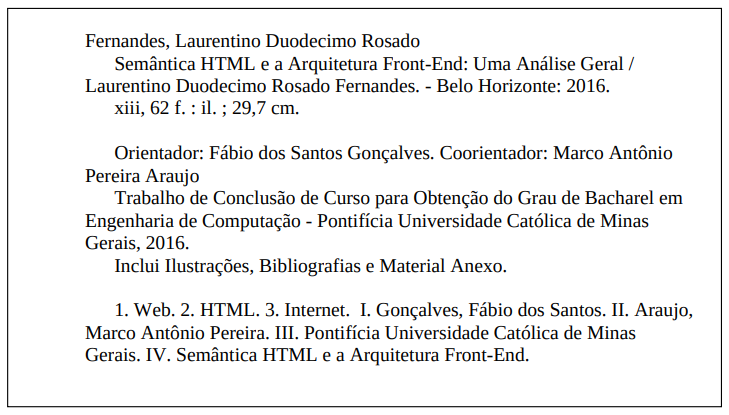 Fernandes, Laurentino Duodecimo Rosado
Semântica HTML e a Arquitetura Front-End: Uma Análise Geral /
Laurentino Duodecimo Rosado Fernandes. - Belo Horizonte: 2016.
xiii, 62 f. : il. ; 29,7 cm.
Orientador: Fábio dos Santos Gonçalves. Coorientador: Marco Antônio
Pereira Araujo
Trabalho de Conclusão de Curso para Obtenção do Grau de Bacharel em
Engenharia de Computação - Pontifícia Universidade Católica de Minas
Gerais, 2016.
Inclui Ilustrações, Bibliografias e Material Anexo.
1. Web. 2. HTML. 3. Internet.  I. Gonçalves, Fábio dos Santos. II. Araujo,
Marco Antônio Pereira. III. Pontifícia Universidade Católica de Minas
Gerais. IV. Semântica HTML e a Arquitetura Front-End.